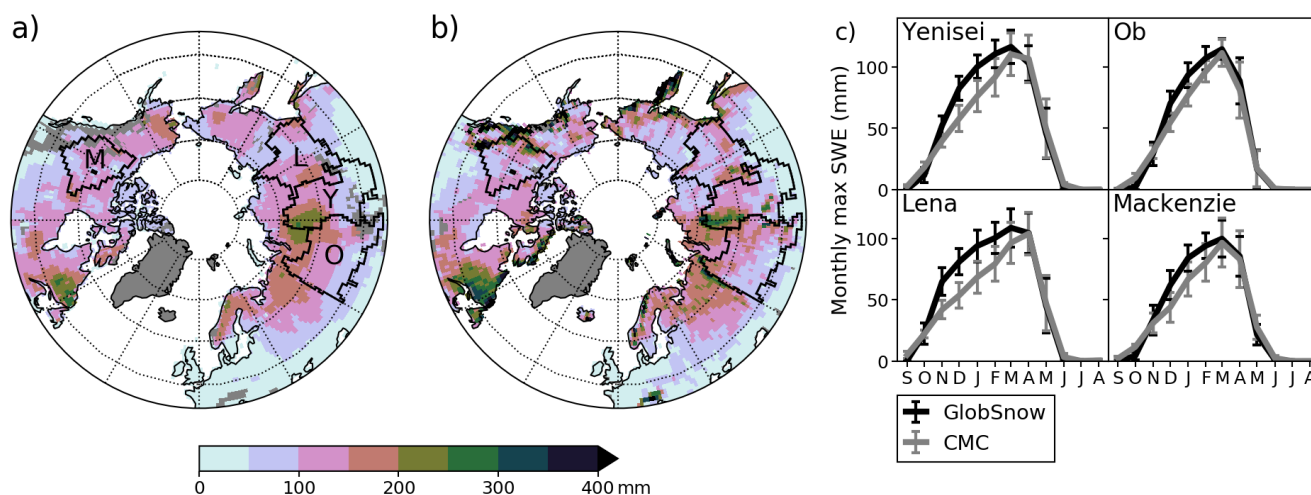 a)
b)
c)
M
L
Y
O
0
100
200
300
400 mm
Monthly max SWE (mm)
Yenisei
Ob
100
50
0
Lena
Mackenzie
100
50
0
S O N D J F M A M J J A
S O N D J F M A M J J A
GlobSnow
CMC